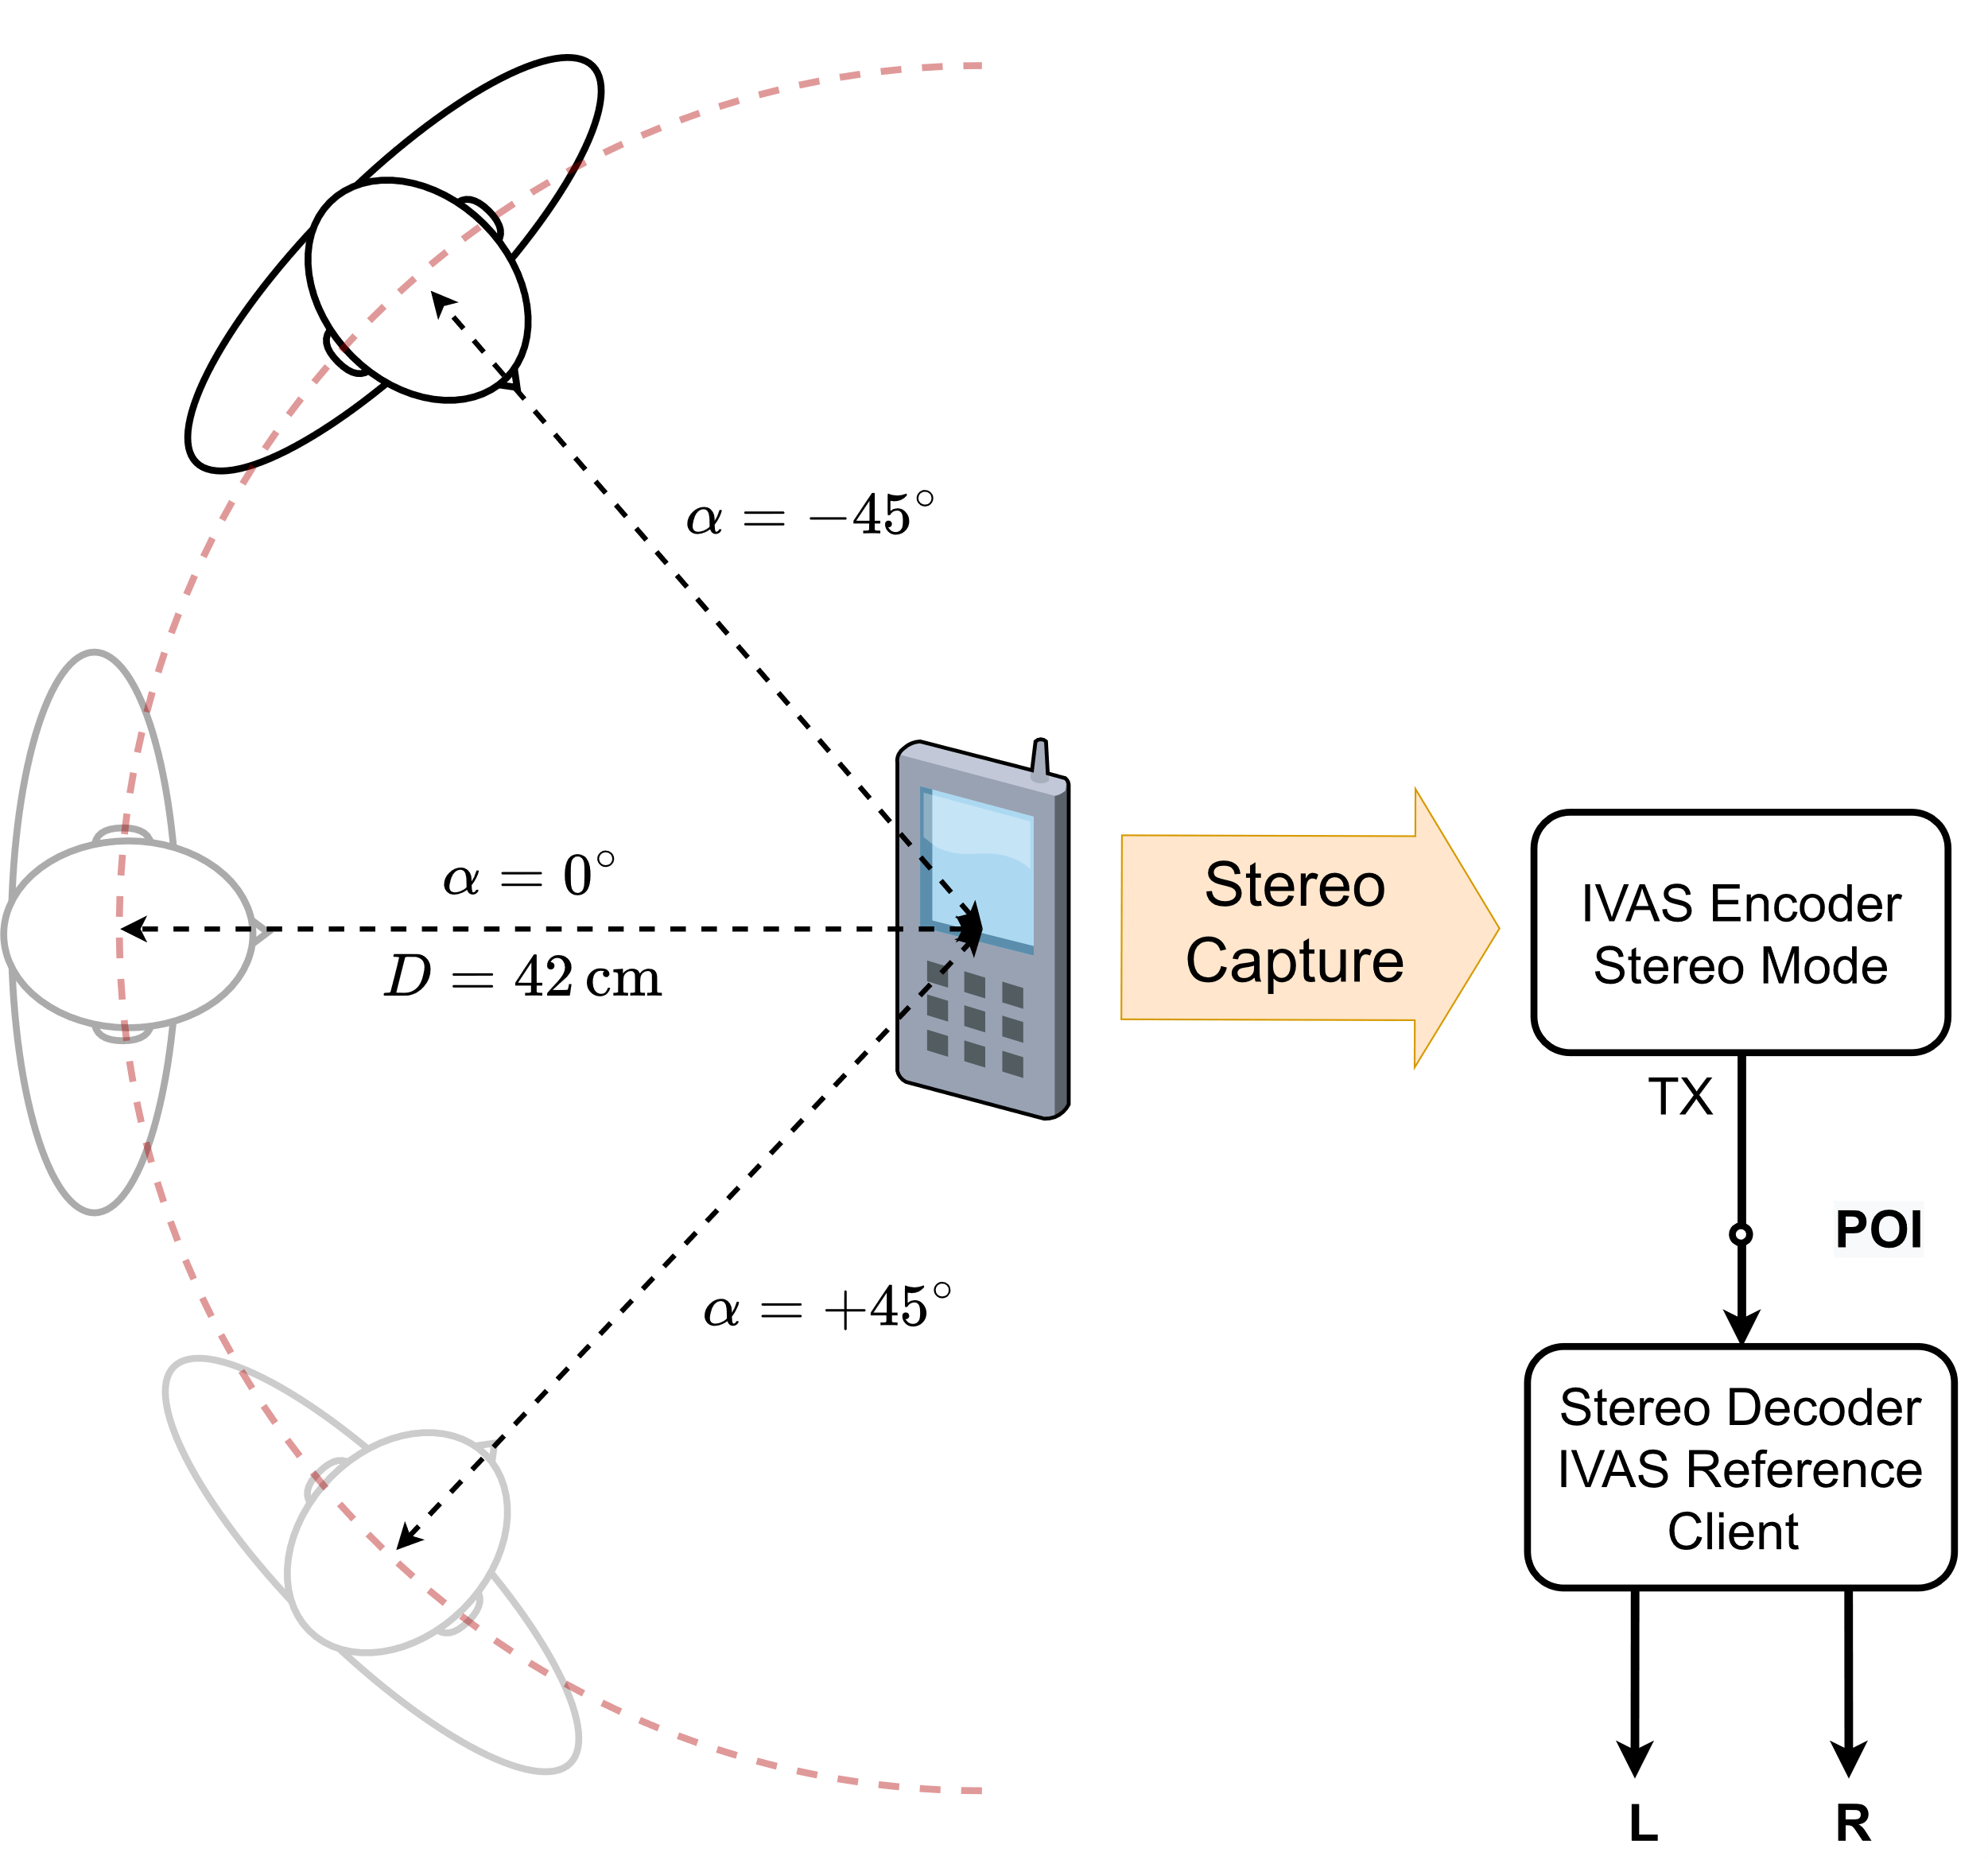 α = −45°
α = 0°
D = 42 cm
α = +45°
Stereo
Capture
IVAS Encoder
Stereo Mode
TX
POI
Stereo Decoder
IVAS Reference
Client
L
R